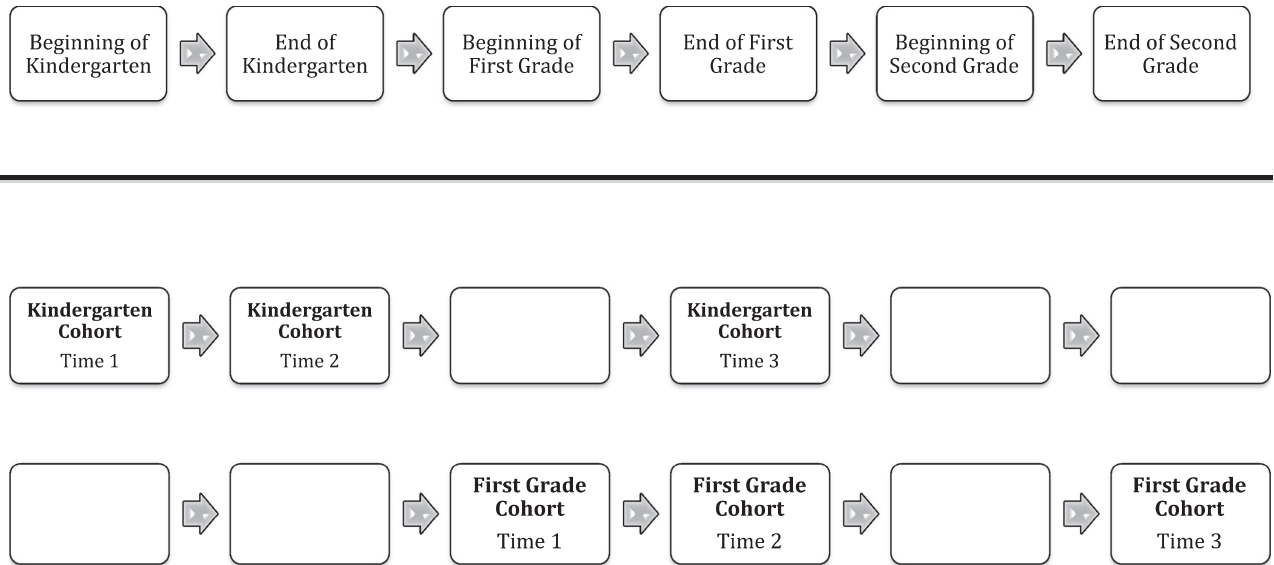 Beginning of
Kindergarten
End of
Kindergarten
Beginning of
First Grade
End of First
Grade
Beginning of
Second Grade
End of Second
Grade
Kindergarten
Cohort
Time 1
Kindergarten
Cohort
Time 2
Kindergarten
Cohort
Time 3
First Grade
Cohort
Time 1
First Grade
Cohort
Time 2
First Grade
Cohort
Time 3